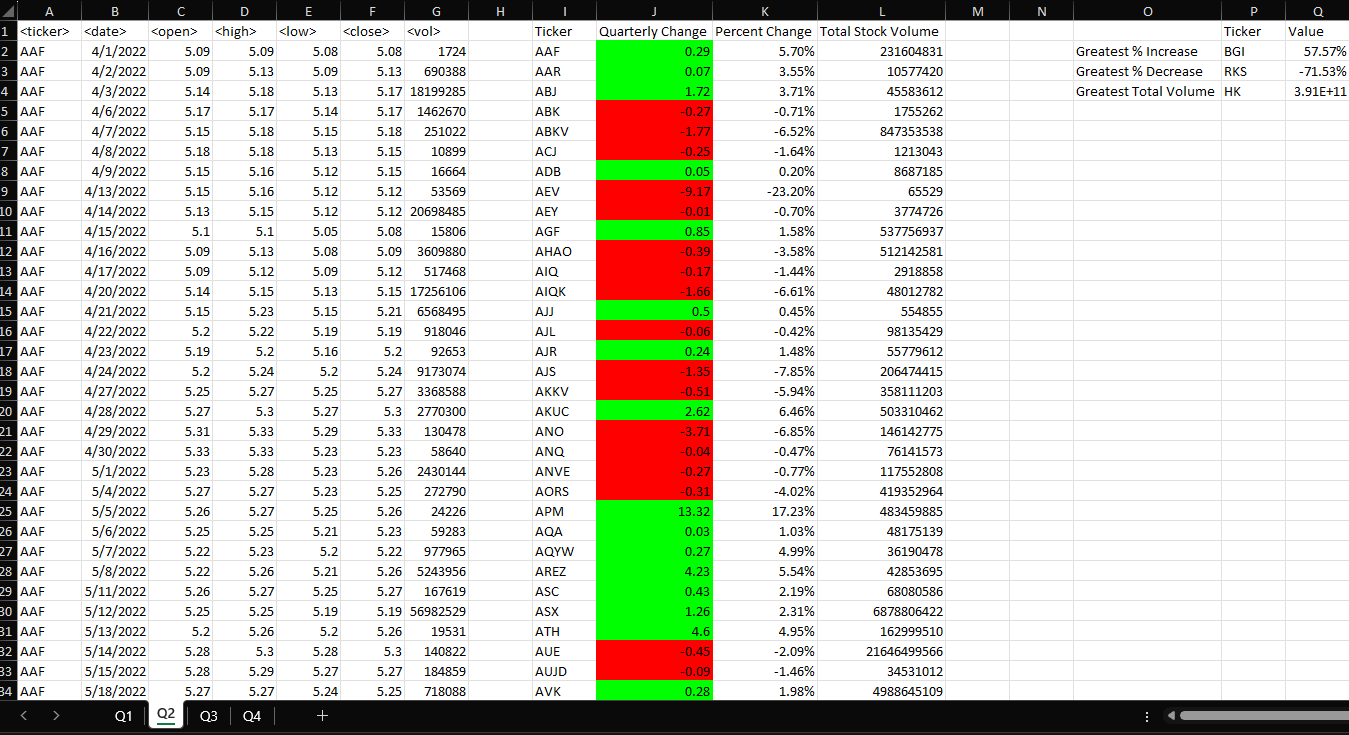 A B C D E F G H I J K L M N O P Q
1 <ticker> <date> <open> <high> <low> <close> <vol> Ticker Quarterly Change Percent Change Total Stock Volume Ticker Value
2 AAF 4/1/2022 5.09 5.09 5.08 5.08 1724 AAF 0.29 5.70% 231604831 Greatest % Increase BGI 57.57%
3 AAF 4/2/2022 5.09 5.13 5.09 5.13 690388 AAR 0.07 3.55% 10577420 Greatest % Decrease RKS -71.53%
4 AAF 4/3/2022 5.14 5.18 5.13 5.17 18199285 ABJ 1.72 3.71% 45583612 Greatest Total Volume HK 3.91E+11
5 AAF 4/6/2022 5.17 5.17 5.14 5.17 1462670 ABK -0.27 -0.71% 1755262
6 AAF 4/7/2022 5.15 5.18 5.15 5.18 251022 ABKV -1.77 -6.52% 847353538
7 AAF 4/8/2022 5.18 5.18 5.13 5.15 10899 ACJ -0.25 -1.64% 1213043
8 AAF 4/9/2022 5.15 5.16 5.12 5.15 16664 ADB 0.05 0.20% 8687185
9 AAF 4/13/2022 5.15 5.16 5.12 5.12 53569 AEV -9.17 -23.20% 65529
10 AAF 4/14/2022 5.13 5.15 5.12 5.12 20698485 AEY -0.01 -0.70% 3774726
11 AAF 4/15/2022 5.1 5.1 5.05 5.08 15806 AGF 0.85 1.58% 537756937
12 AAF 4/16/2022 5.09 5.13 5.08 5.09 3609880 AHAO -0.39 -3.58% 512142581
13 AAF 4/17/2022 5.09 5.12 5.09 5.12 517468 AIQ -0.17 -1.44% 2918858
14 AAF 4/20/2022 5.14 5.15 5.13 5.15 17256106 AIQK -1.66 -6.61% 48012782
15 AAF 4/21/2022 5.15 5.23 5.15 5.21 6568495 AJJ 0.5 0.45% 554855
16 AAF 4/22/2022 5.2 5.22 5.19 5.19 918046 AJL -0.06 -0.42% 98135429
17 AAF 4/23/2022 5.19 5.2 5.16 5.2 92653 AJR 0.24 1.48% 55779612
18 AAF 4/24/2022 5.2 5.24 5.2 5.24 9173074 AJS -1.35 -7.85% 206474415
19 AAF 4/27/2022 5.25 5.27 5.25 5.27 3368588 AKKV -0.51 -5.94% 358111203
20 AAF 4/28/2022 5.27 5.3 5.27 5.3 2770300 AKUC 2.62 6.46% 503310462
21 AAF 4/29/2022 5.31 5.33 5.29 5.33 130478 ANO -3.71 -6.85% 146142775
22 AAF 4/30/2022 5.33 5.33 5.23 5.23 58640 ANQ -0.04 -0.47% 76141573
23 AAF 5/1/2022 5.23 5.28 5.23 5.26 2430144 ANVE -0.27 -0.77% 117552808
24 AAF 5/4/2022 5.27 5.27 5.23 5.25 272790 AORS -0.31 -4.02% 419352964
25 AAF 5/5/2022 5.26 5.27 5.25 5.26 24226 APM 13.32 17.23% 483459885
26 AAF 5/6/2022 5.25 5.25 5.21 5.23 59283 AQA 0.03 1.03% 48175139
27 AAF 5/7/2022 5.22 5.23 5.2 5.22 977965 AQYW 0.27 4.99% 36190478
28 AAF 5/8/2022 5.22 5.26 5.21 5.26 5243956 AREZ 4.23 5.54% 42853695
29 AAF 5/11/2022 5.26 5.27 5.25 5.27 167619 ASC 0.43 2.19% 68080586
30 AAF 5/12/2022 5.25 5.25 5.19 5.19 56982529 ASX 1.26 2.31% 6878806422
31 AAF 5/13/2022 5.2 5.26 5.2 5.26 19531 ATH 4.6 4.95% 162999510
32 AAF 5/14/2022 5.28 5.3 5.28 5.3 140822 AUE -0.45 -2.09% 21646499566
33 AAF 5/15/2022 5.28 5.29 5.27 5.27 184859 AUJD -0.09 -1.46% 34531012
34 AAF 5/18/2022 5.27 5.27 5.24 5.25 718088 AVK 0.28 1.98% 4988645109
Q1 Q2 Q3 Q4